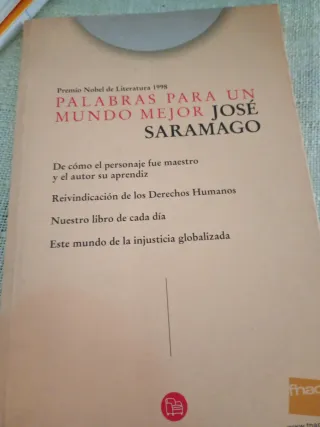 Premio Nobel de Literatura 1998
PALABRAS PARA UN
MUNDO MEJOR JOSÉ
SARAMAGO
De cómo el personaje fue maestro
y el autor su aprendiz
Reivindicación de los Derechos Humanos
Nuestro libro de cada día
Este mundo de la injusticia globalizada
fnac